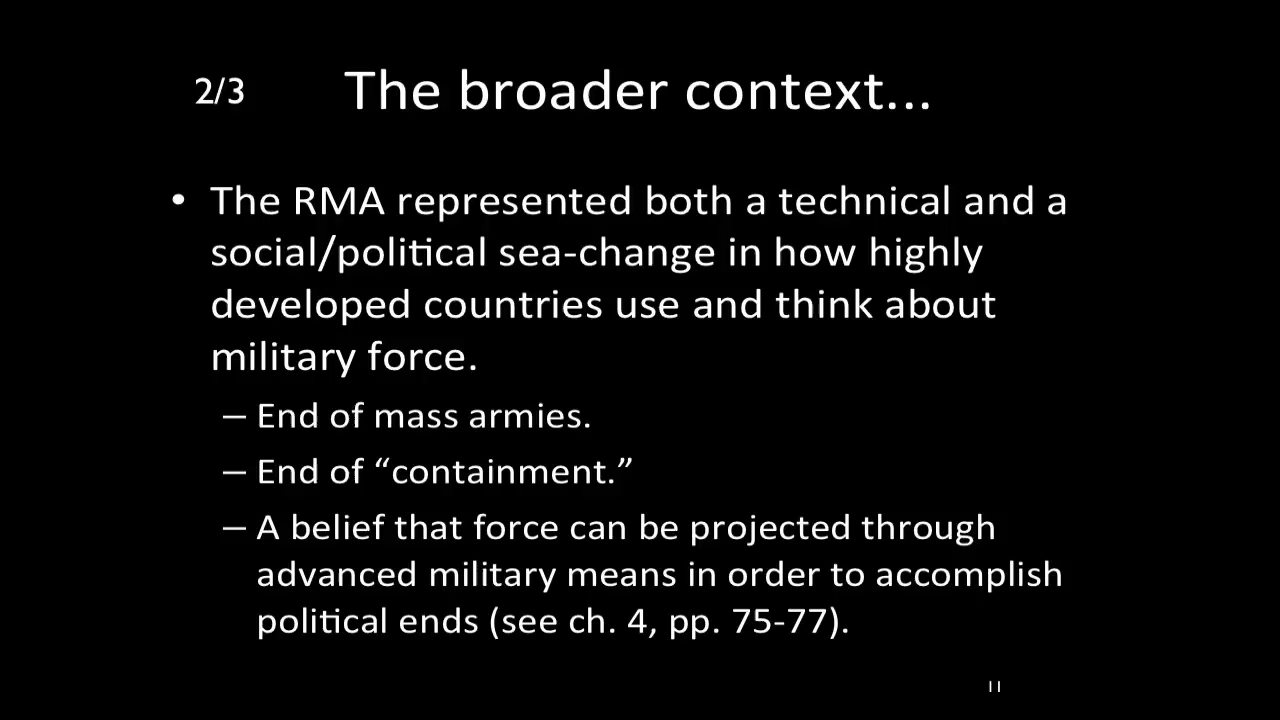 2/3 The broader context...
• The RMA represented both a technical and a
social/political sea-change in how highly
developed countries use and think about
military force.
– End of mass armies.
– End of “containment.”
– A belief that force can be projected through
advanced military means in order to accomplish
political ends (see ch. 4, pp. 75-77).
11